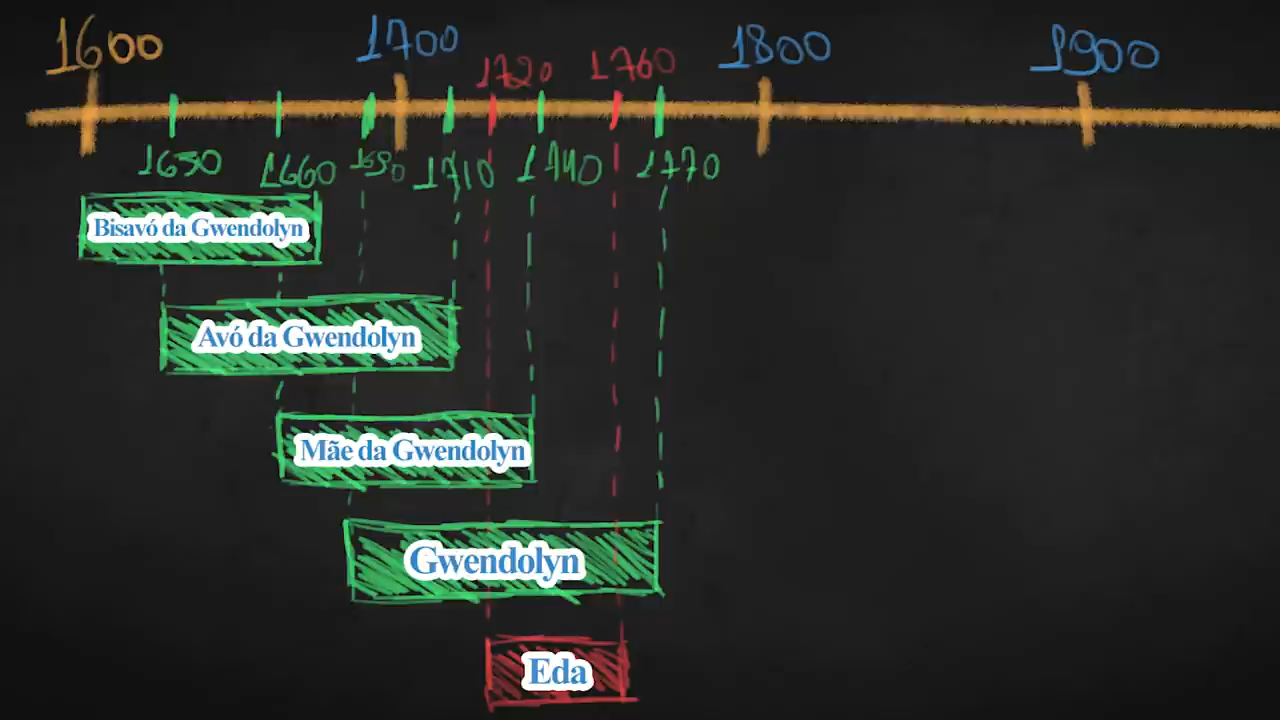 1600
1700
1720
1760
1800
1900
1630
1660
1690
1710
1740
1770
Bisavó da Gwendolyn
Avó da Gwendolyn
Mãe da Gwendolyn
Gwendolyn
Eda